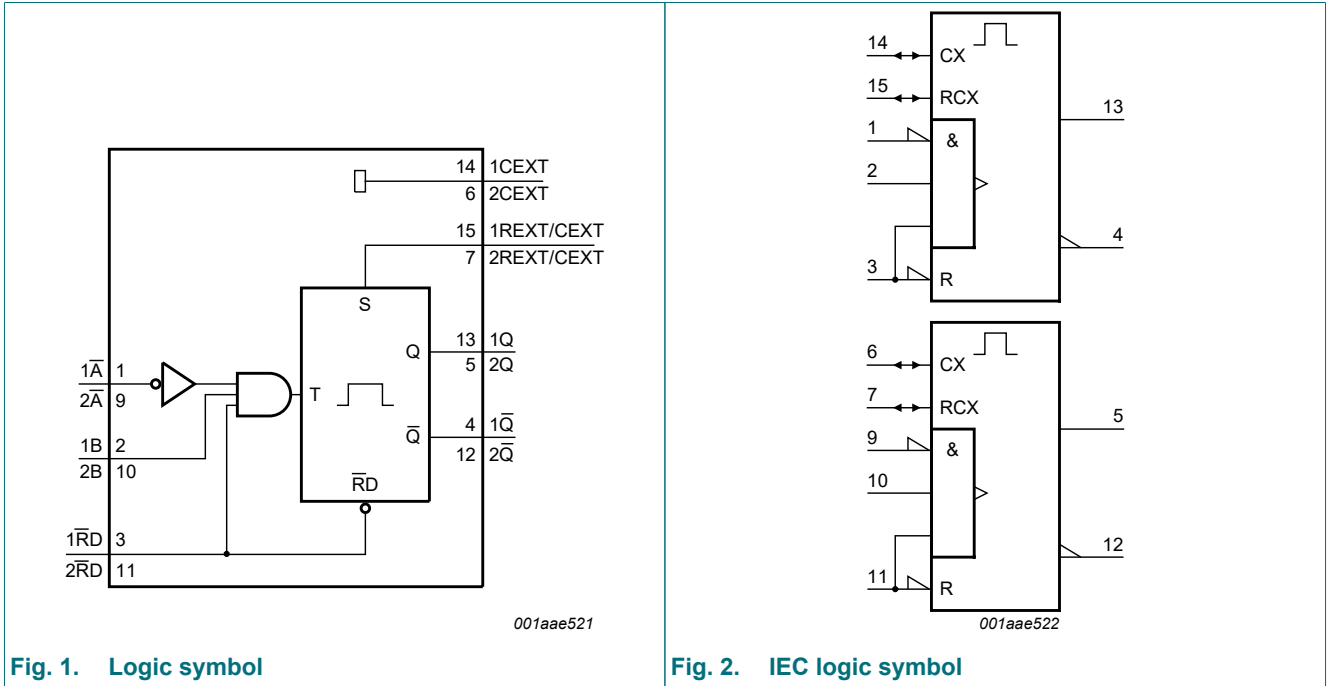 14 1CEXT
6 2CEXT
15 1REXT/CEXT
7 2REXT/CEXT
S
13 1Q
Q
5 2Q
1A̅ 1
T
2A̅ 9
4 1Q̅
Q̅
1B 2
12 2Q̅
2B 10
R̅D
1R̅D 3
2R̅D 11
001aae521
Fig. 1. Logic symbol
14 CX
15 RCX
13
1 &
2
4
3 R
6 CX
7 RCX
5
9 &
10
12
11 R
001aae522
Fig. 2. IEC logic symbol